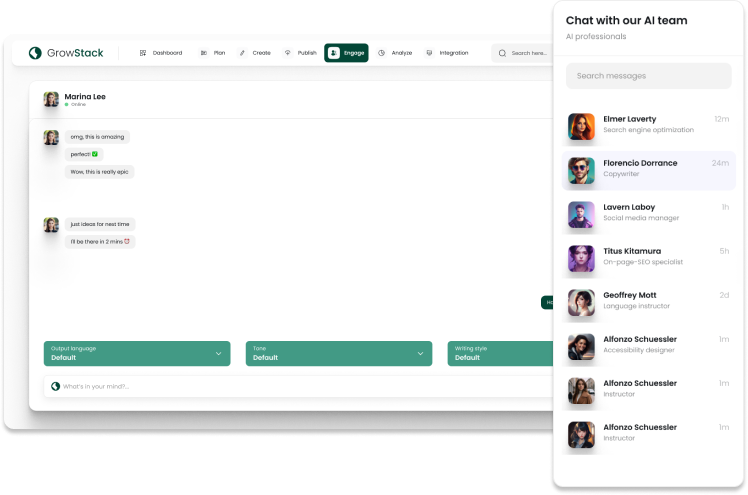 GrowStack
Dashboard
Plan
Create
Publish
Engage
Analyze
Integration
Search here...
Marina Lee
Online
omg, this is amazing
perfect! ✅
Wow, this is really epic
just ideas for next time
I'll be there in 2 mins ⏰
Output language
Default
Tone
Default
Writing style
Default
What's in your mind?...
Chat with our AI team
AI professionals
Search messages
Elmer Laverty 12m
Search engine optimization
Florencio Dorrance 24m
Copywriter
Lavern Laboy 1h
Social media manager
Titus Kitamura 5h
On-page-SEO specialist
Geoffrey Mott 2d
Language instructor
Alfonzo Schuessler 1m
Accessibility designer
Alfonzo Schuessler 1m
Instructor
Alfonzo Schuessler 1m
Instructor